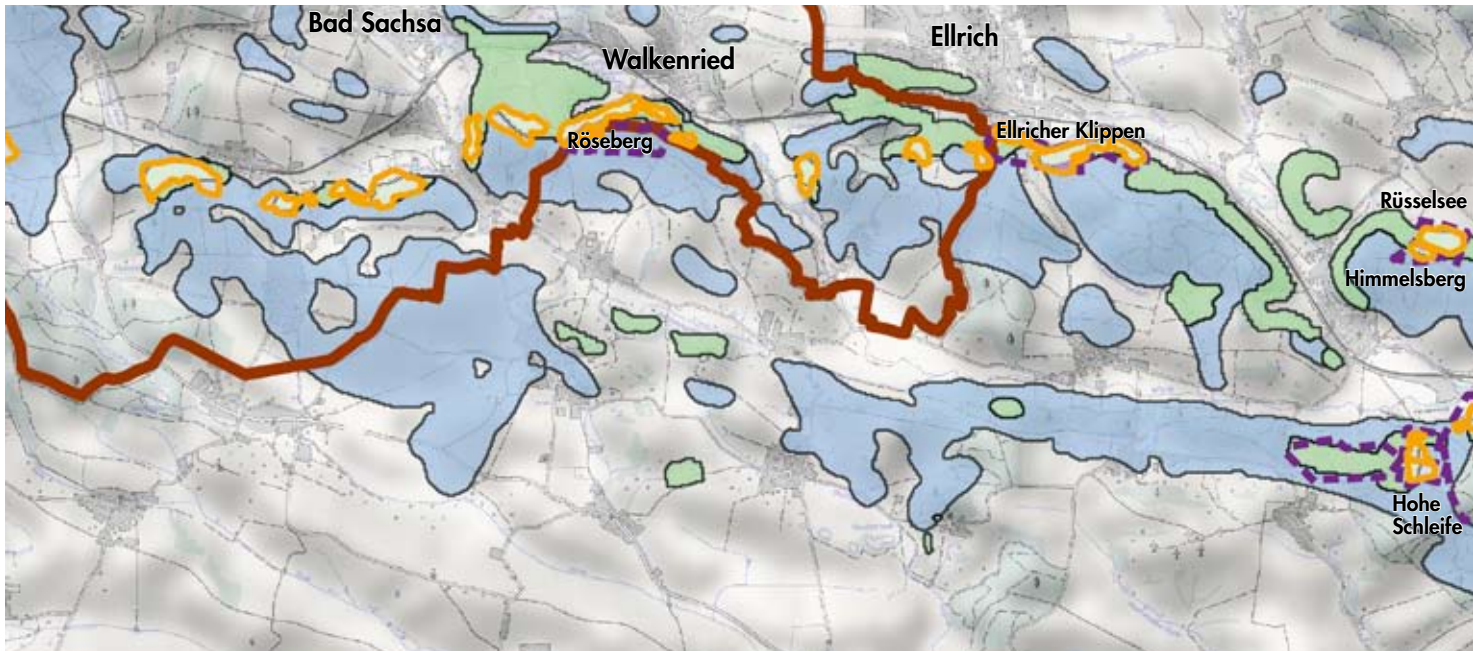 Bad Sachsa
Walkenried
Ellrich
Röseberg
Ellricher Klippen
Rüsselsee
Himmelsberg
Hohe
Schleife